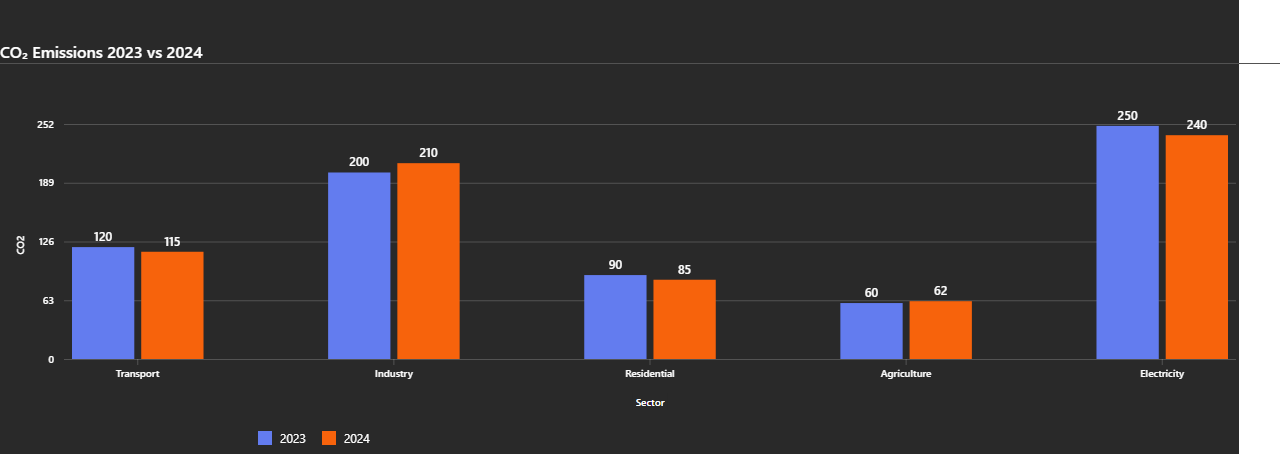 CO₂ Emissions 2023 vs 2024
252
189
126
63
0
CO2
120
115
200
210
90
85
60
62
250
240
Transport
Industry
Residential
Agriculture
Electricity
Sector
2023
2024